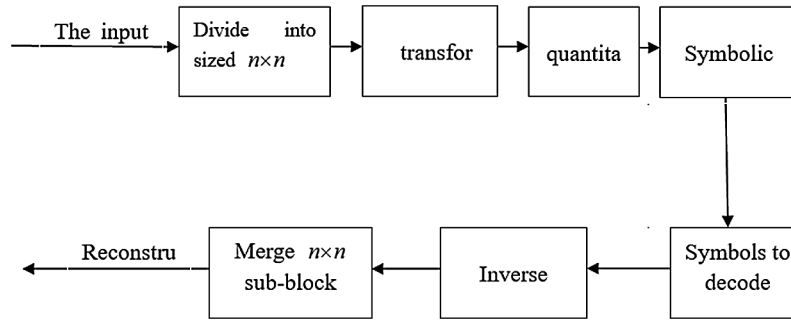 The input
Divide into
sized n×n
transfor
quantita
Symbolic
Reconstru
Merge n×n
sub-block
Inverse
Symbols to
decode